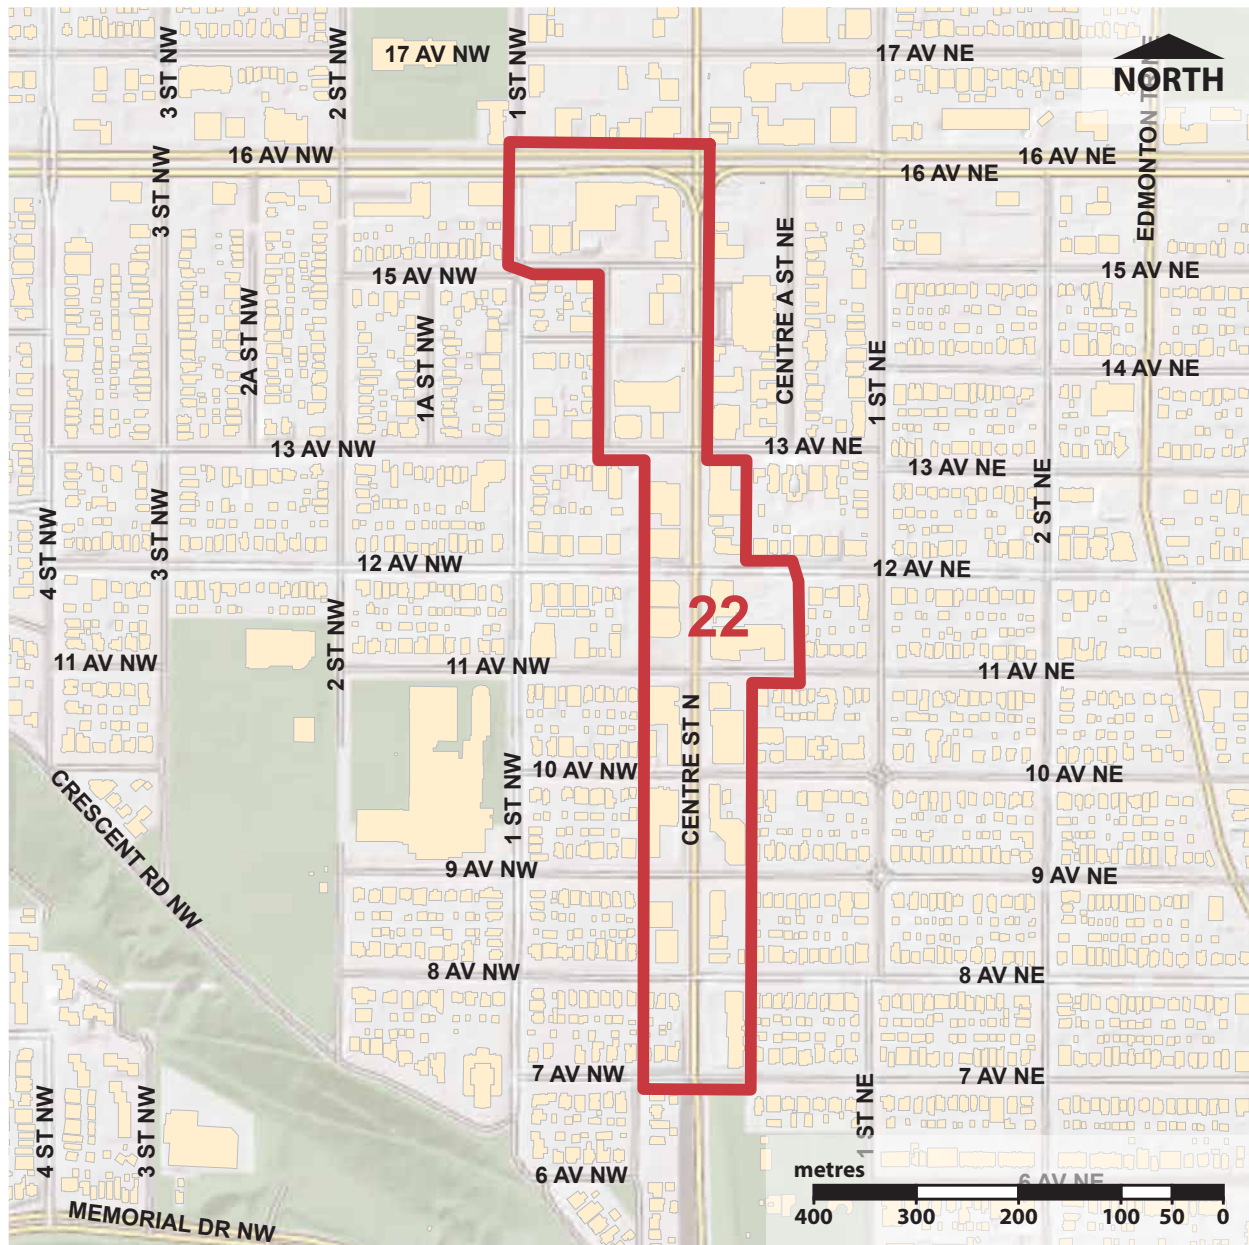 17 AV NW
17 AV NE
NORTH
3 ST NW
2 ST NW
1 ST NW
EDMONTON TR NE
16 AV NW
16 AV NE
16 AV NE
3 ST NW
CENTRE A ST NE
15 AV NW
15 AV NE
2A ST NW
1A ST NW
1 ST NE
14 AV NE
13 AV NW
13 AV NE
13 AV NE
2 ST NE
4 ST NW
3 ST NW
12 AV NW
12 AV NE
22
2 ST NW
11 AV NW
11 AV NW
11 AV NE
CENTRE ST N
1 ST NW
10 AV NW
10 AV NE
CRESCENT RD NW
9 AV NW
9 AV NE
8 AV NW
8 AV NE
7 AV NW
7 AV NE
4 ST NW
3 ST NW
1 ST NE
6 AV NW
6 AV NE
MEMORIAL DR NW
metres
400 300 200 100 50 0